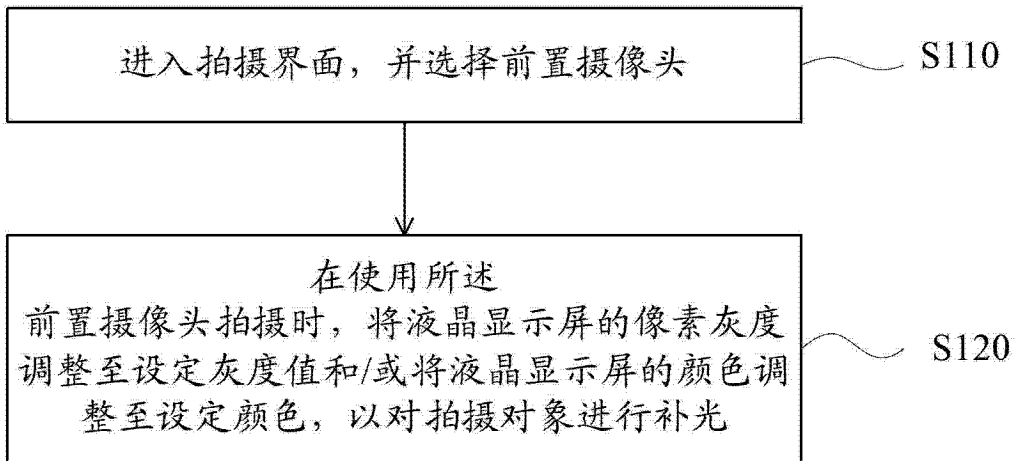 进入拍摄界面，并选择前置摄像头
S110
在使用所述
前置摄像头拍摄时，将液晶显示屏的像素灰度
调整至设定灰度值和/或将液晶显示屏的颜色调
整至设定颜色，以对拍摄对象进行补光
S120